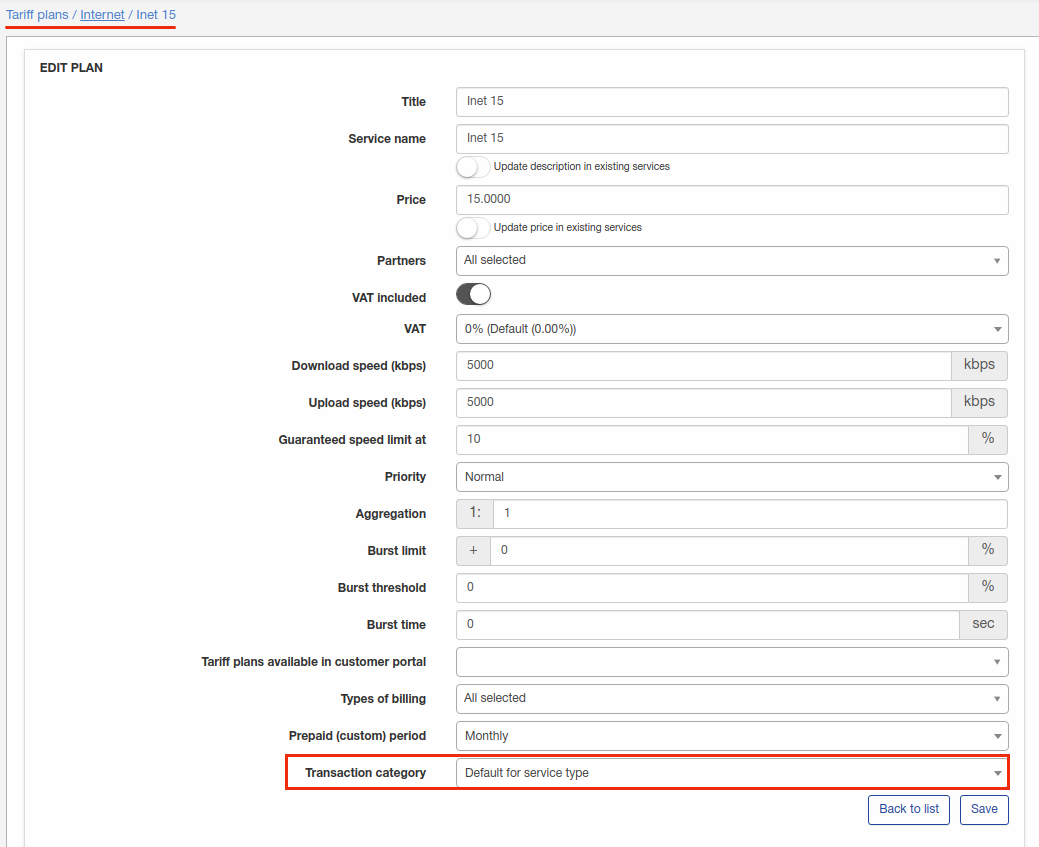 Tariff plans / Internet / Inet 15
EDIT PLAN
Title Inet 15
Service name Inet 15
Update description in existing services
Price 15.0000
Update price in existing services
Partners All selected
VAT included
VAT 0% (Default (0.00%))
Download speed (kbps) 5000 kbps
Upload speed (kbps) 5000 kbps
Guaranteed speed limit at 10 %
Priority Normal
Aggregation 1: 1
Burst limit + 0 %
Burst threshold 0 %
Burst time 0 sec
Tariff plans available in customer portal
Types of billing All selected
Prepaid (custom) period Monthly
Transaction category Default for service type
Back to list Save